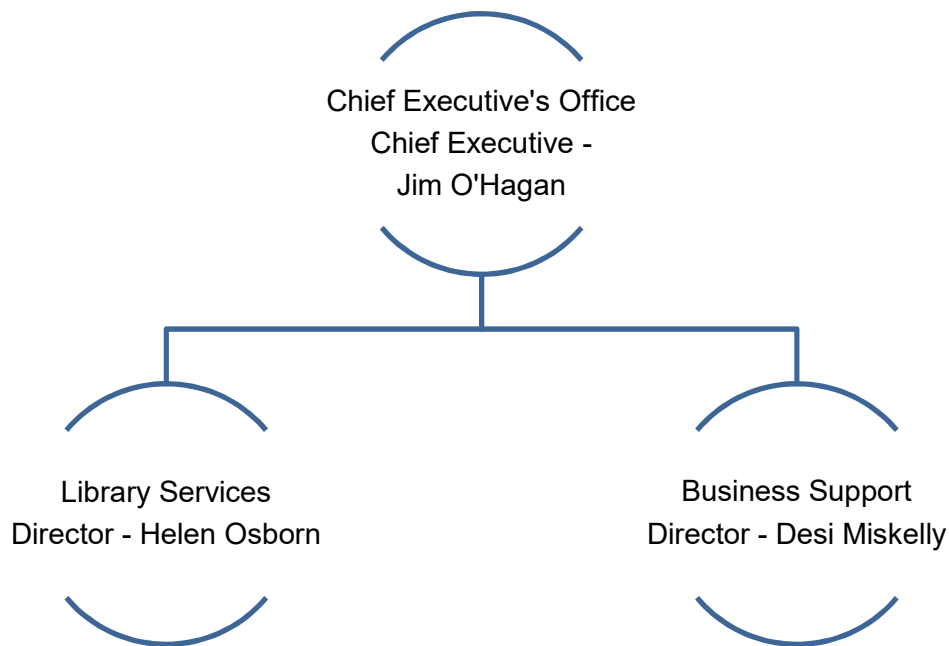 Chief Executive's Office
Chief Executive -
Jim O'Hagan
Library Services
Director - Helen Osborn
Business Support
Director - Desi Miskelly